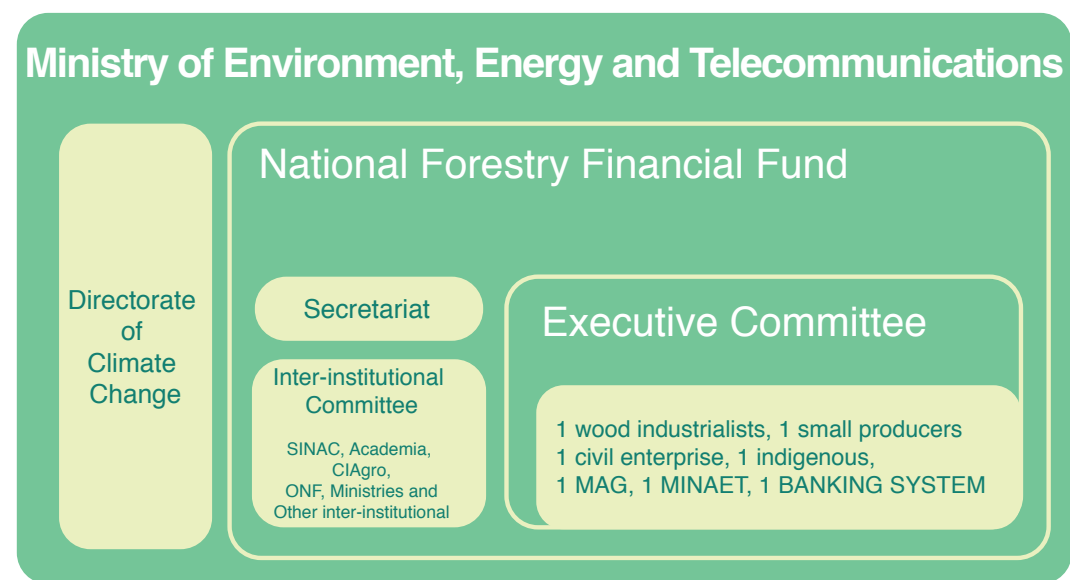 Ministry of Environment, Energy and Telecommunications
Directorate
of
Climate
Change
National Forestry Financial Fund
Secretariat
Inter-institutional
Committee
SINAC, Academia,
CIAgro,
ONF, Ministries and
Other inter-institutional
Executive Committee
1 wood industrialists, 1 small producers
1 civil enterprise, 1 indigenous,
1 MAG, 1 MINAET, 1 BANKING SYSTEM